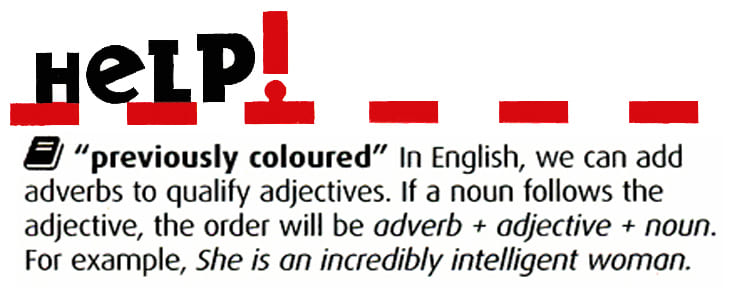 HeLP!
"previously coloured" In English, we can add
adverbs to qualify adjectives. If a noun follows the
adjective, the order will be adverb + adjective + noun.
For example, She is an incredibly intelligent woman.